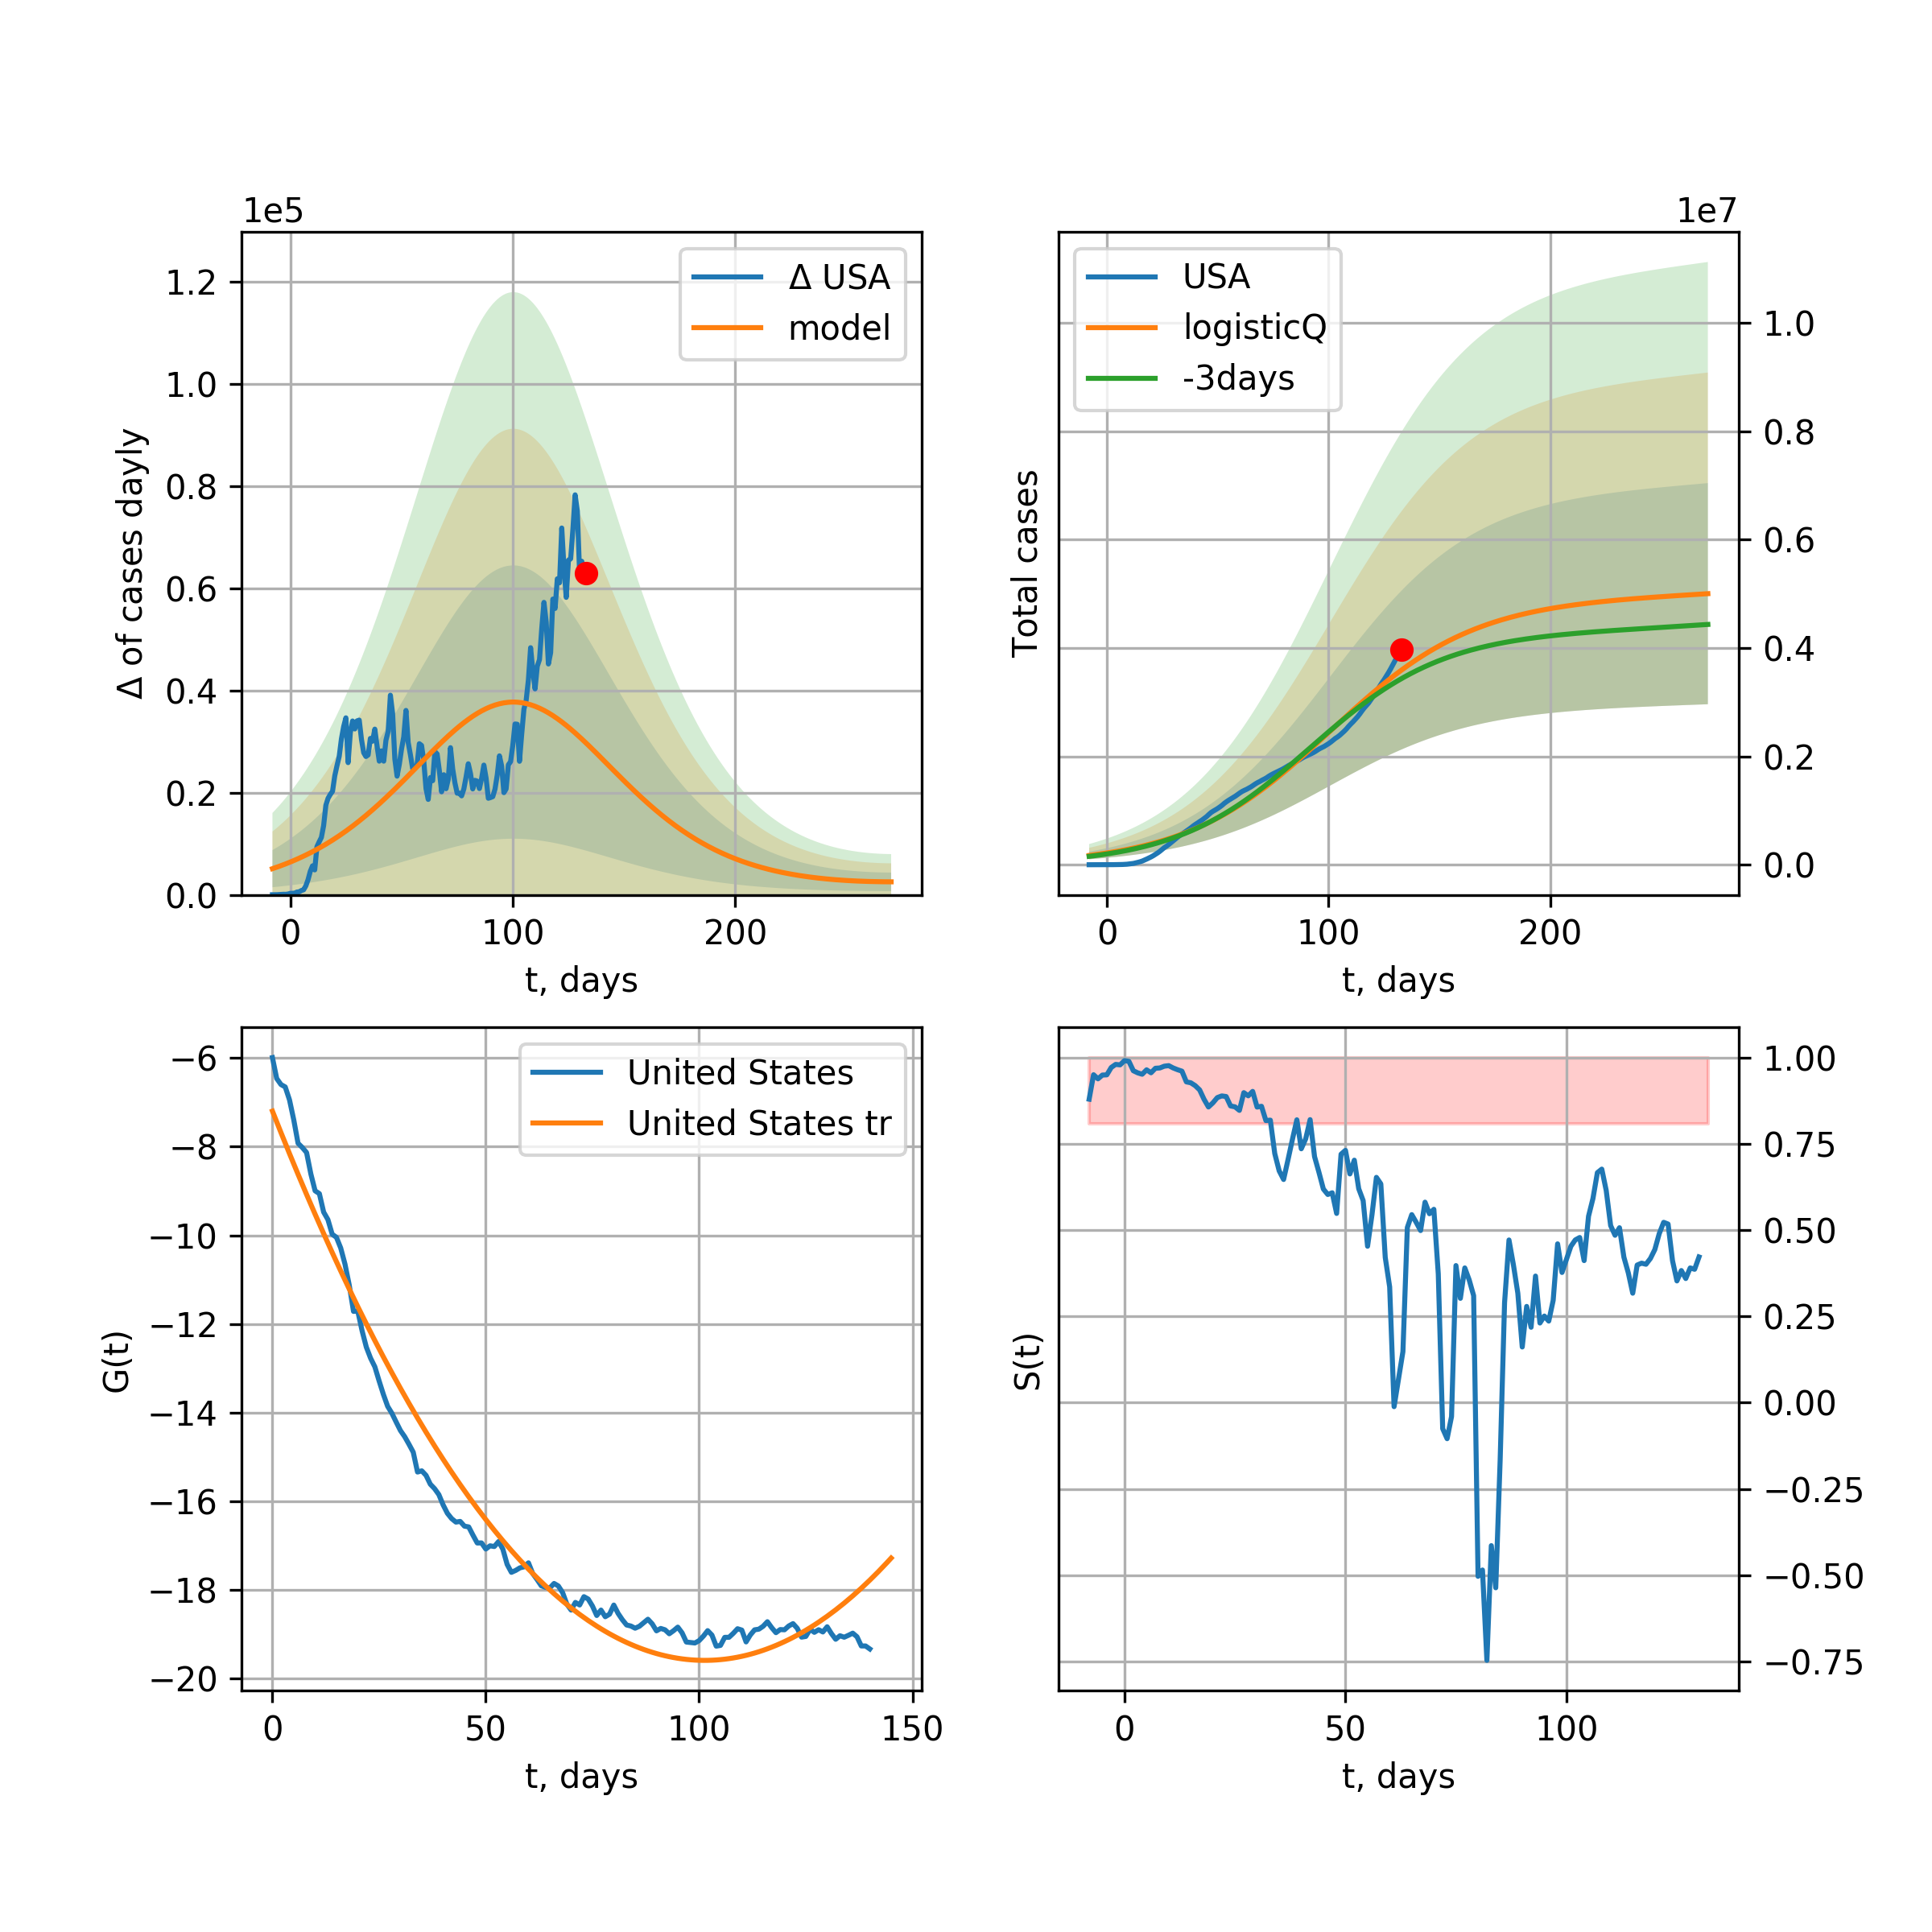 1e5
1.2
1.0
0.8
0.6
0.4
0.2
0.0
Δ of cases dayly
Δ USA
model
0 100 200
t, days
1e7
USA
logisticQ
-3days
Total cases
1.0
0.8
0.6
0.4
0.2
0.0
0 100 200
t, days
−6
−8
−10
−12
−14
−16
−18
−20
G(t)
United States
United States tr
0 50 100 150
t, days
S(t)
1.00
0.75
0.50
0.25
0.00
−0.25
−0.50
−0.75
0 50 100
t, days